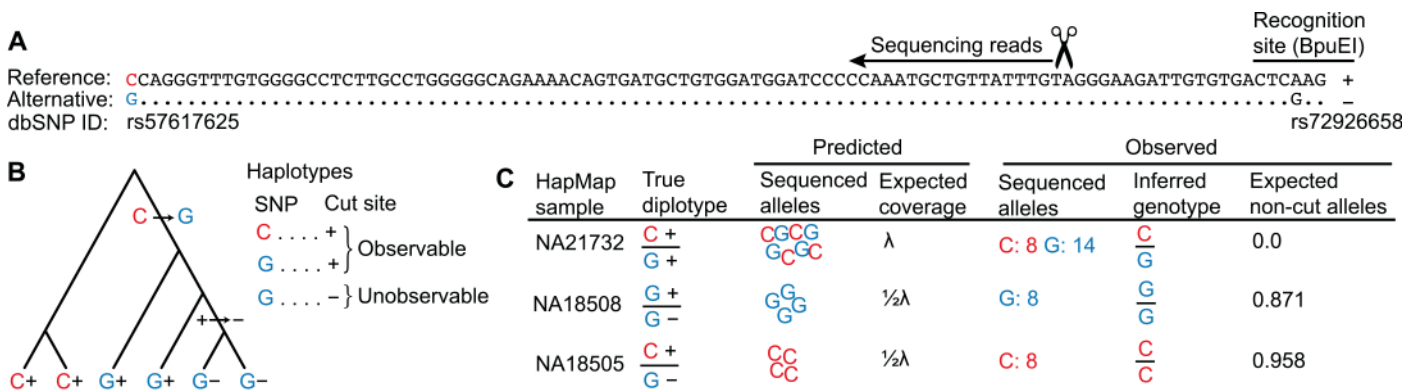 A
Sequencing reads
Recognition
site (BpuEI)
Reference: CCAGGGTTTGTGGGGCCTCTTGCCTGGGGGCAGAAAACAGTGATGCTGTGGATGGATCCCCCAAATGCTGTTATTTGTAGGGAAGATTGTGTGACTCAAG +
Alternative: G....................................................................................................G.. −
dbSNP ID: rs57617625 rs72926658
B
C → G
+ → −
C+ C+ G+ G+ G− G−
Haplotypes
SNP Cut site
C .... +
G .... +
Observable
G .... − Unobservable
C
Predicted Observed
HapMap sample True diplotype Sequenced alleles Expected coverage Sequenced alleles Inferred genotype Expected non-cut alleles
NA21732 C + / G + CGCG GCGC λ C: 8 G: 14 C / G 0.0
NA18508 G + / G − G G G G ½λ G: 8 G / G 0.871
NA18505 C + / G − CC CC ½λ C: 8 C / C 0.958